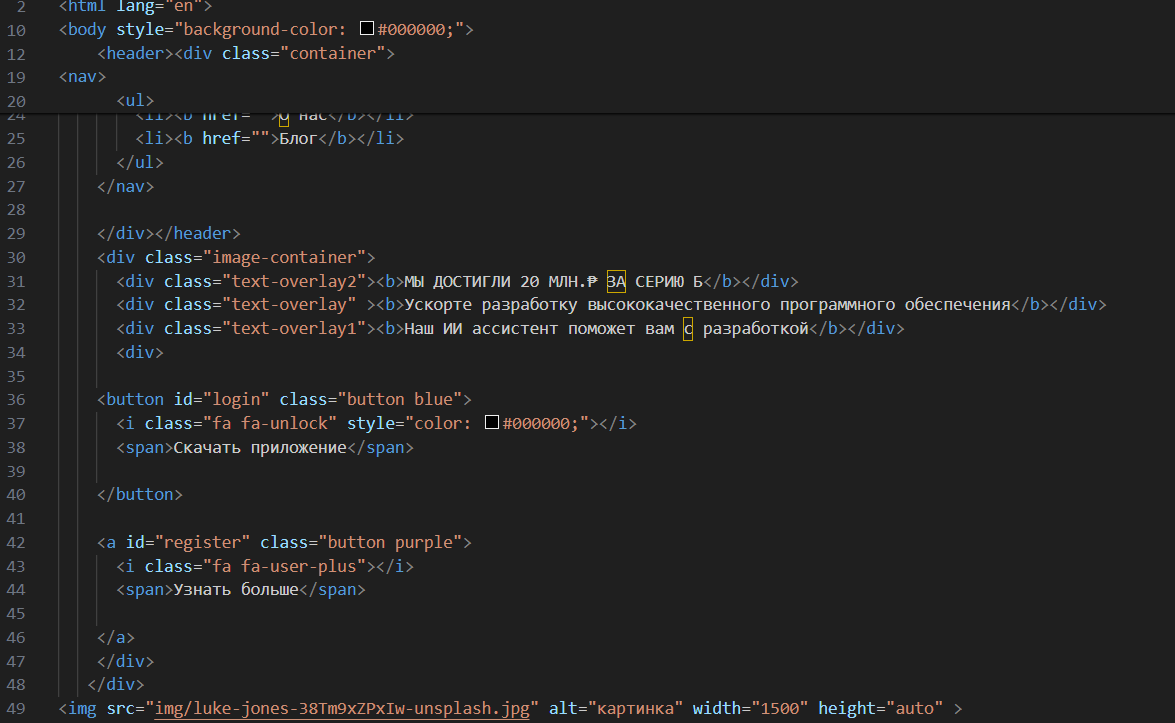 2 <html lang="en">
10 <body style="background-color: #000000;">
12 <header><div class="container">
19 <nav>
20 <ul>
24 <li><b href="">О нас</b></li>
25 <li><b href="">Блог</b></li>
26 </ul>
27 </nav>
28
29 </div></header>
30 <div class="image-container">
31 <div class="text-overlay2"><b>МЫ ДОСТИГЛИ 20 МЛН.₽ ЗА СЕРИЮ Б</b></div>
32 <div class="text-overlay" ><b>Ускорте разработку высококачественного программного обеспечения</b></div>
33 <div class="text-overlay1"><b>Наш ИИ ассистент поможет вам с разработкой</b></div>
34 <div>
35
36 <button id="login" class="button blue">
37 <i class="fa fa-unlock" style="color: #000000;"></i>
38 <span>Скачать приложение</span>
39
40 </button>
41
42 <a id="register" class="button purple">
43 <i class="fa fa-user-plus"></i>
44 <span>Узнать больше</span>
45
46 </a>
47 </div>
48 </div>
49 <img src="img/luke-jones-38Tm9xZPxIw-unsplash.jpg" alt="картинка" width="1500" height="auto" >